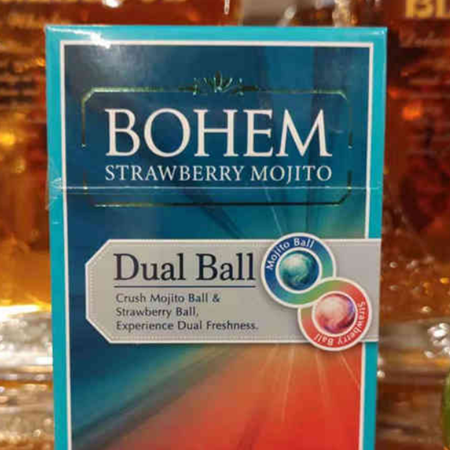 BOHEM
STRAWBERRY MOJITO
Dual Ball
Crush Mojito Ball &
Strawberry Ball,
Experience Dual Freshness.
Mojito Ball
Strawberry Ball